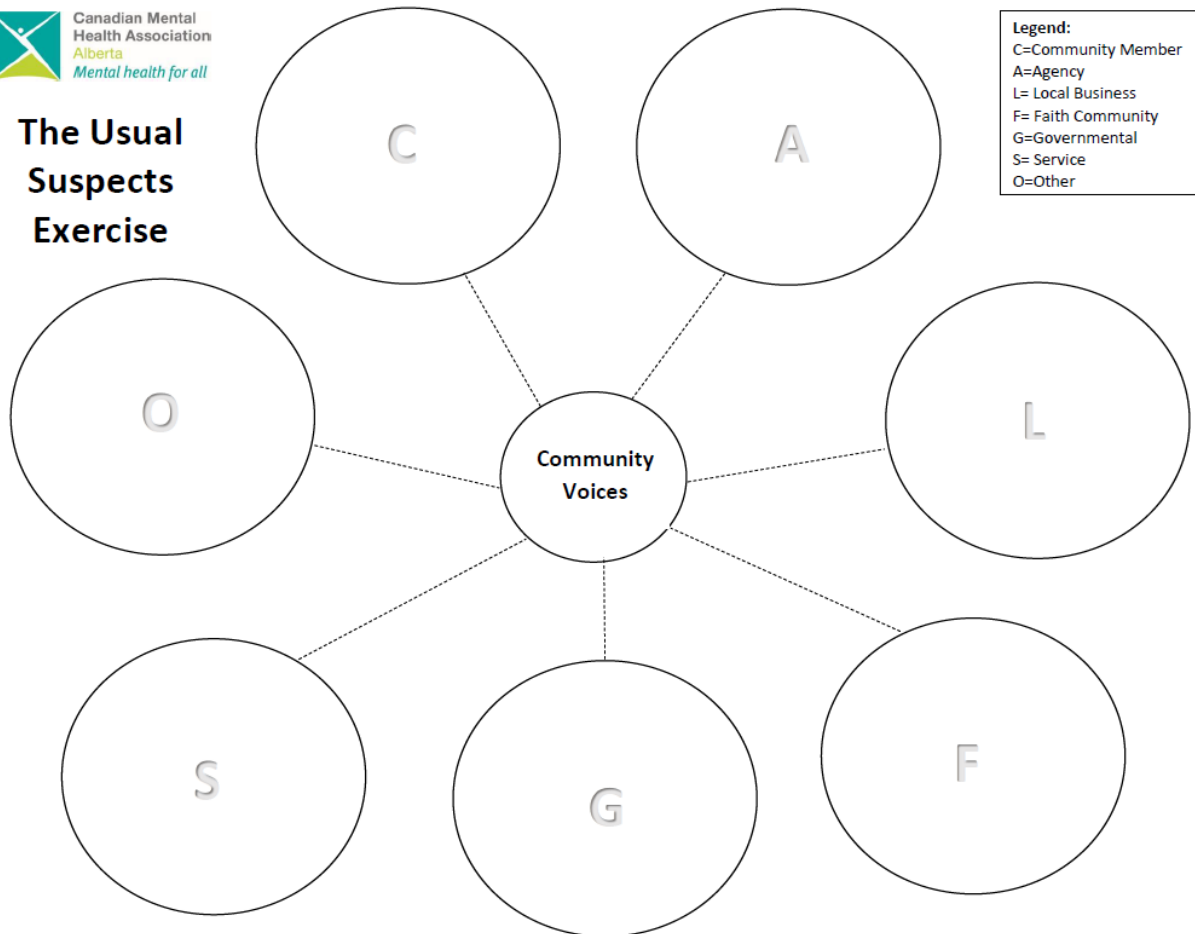 Canadian Mental
Health Association
Alberta
Mental health for all
The Usual
Suspects
Exercise
Legend:
C=Community Member
A=Agency
L= Local Business
F= Faith Community
G=Governmental
S= Service
O=Other
C
A
O
L
Community
Voices
S
G
F